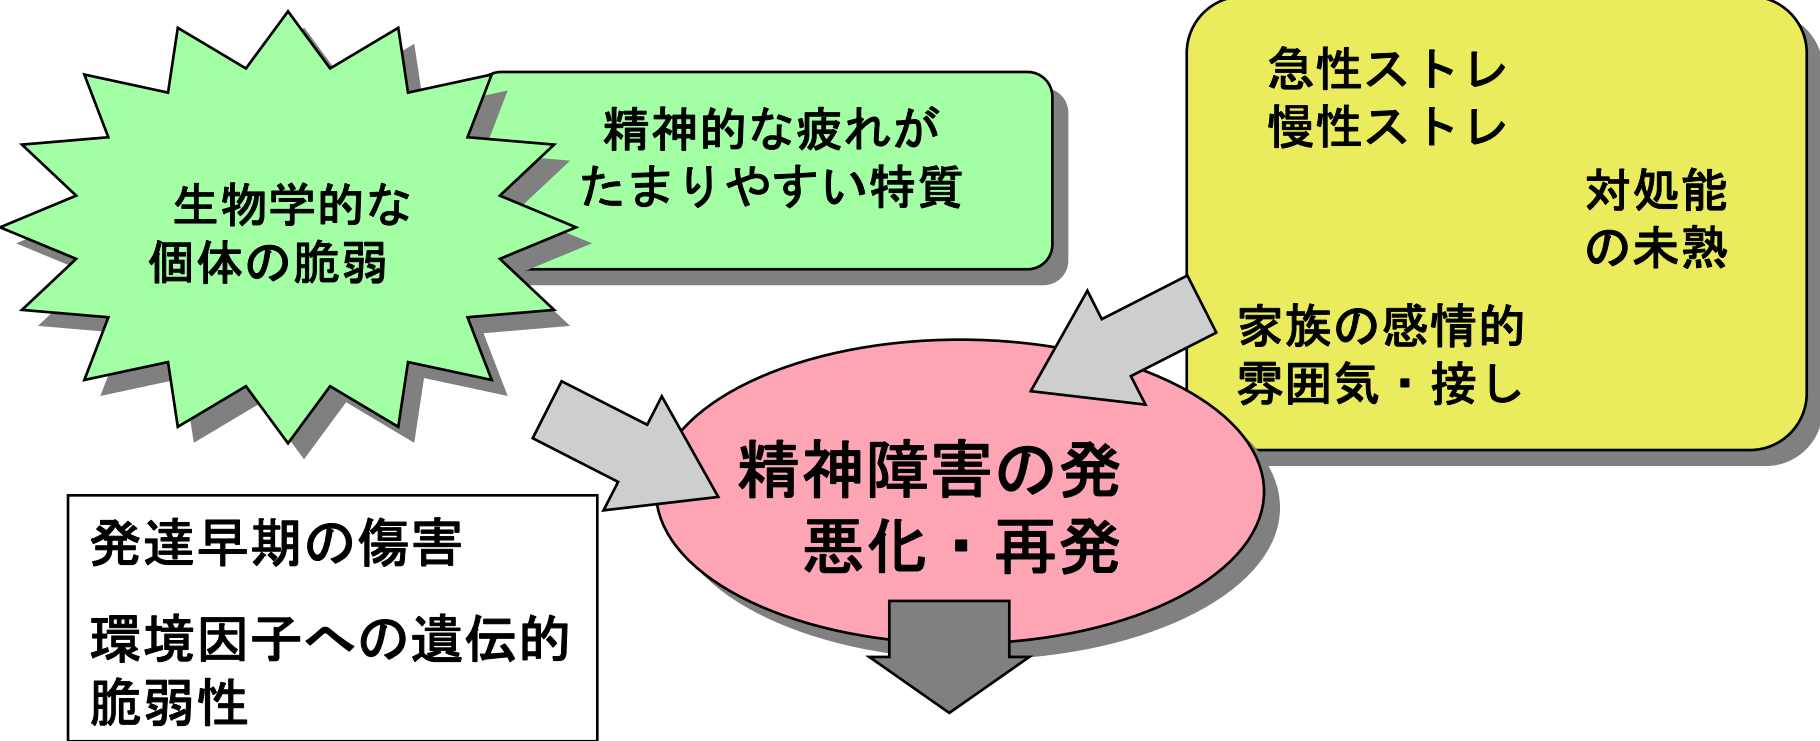 生物学的な
個体の脆弱
精神的な疲れが
たまりやすい特質
急性ストレ
慢性ストレ
対処能
の未熟
家族の感情的
雰囲気・接し
精神障害の発
悪化・再発
発達早期の傷害
環境因子への遺伝的
脆弱性